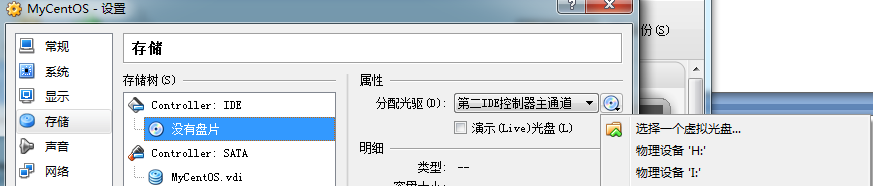 MyCentOS - 设置
份(S)
常规
系统
显示
存储
声音
网络
存储
存储树(S)
Controller: IDE
没有盘片
Controller: SATA
MyCentOS.vdi
属性
分配光驱(D): 第二IDE控制器主通道
演示(Live)光盘(L)
明细
类型: --
选择一个虚拟光盘...
物理设备 'H:'
物理设备 'I:'